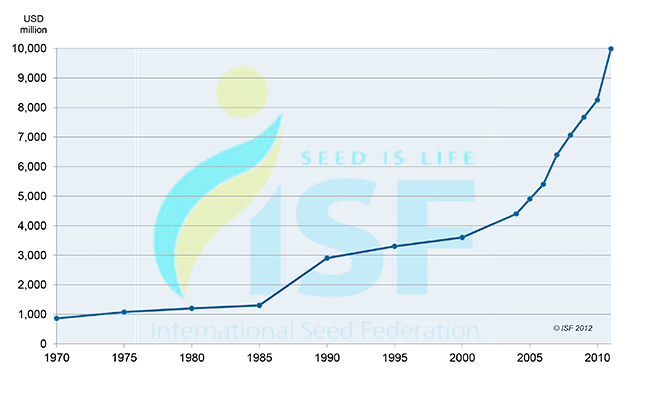 USD
million
10,000
9,000
8,000
7,000
6,000
5,000
4,000
3,000
2,000
1,000
0
SEED IS LIFE
ISF
International Seed Federation
© ISF 2012
1970 1975 1980 1985 1990 1995 2000 2005 2010